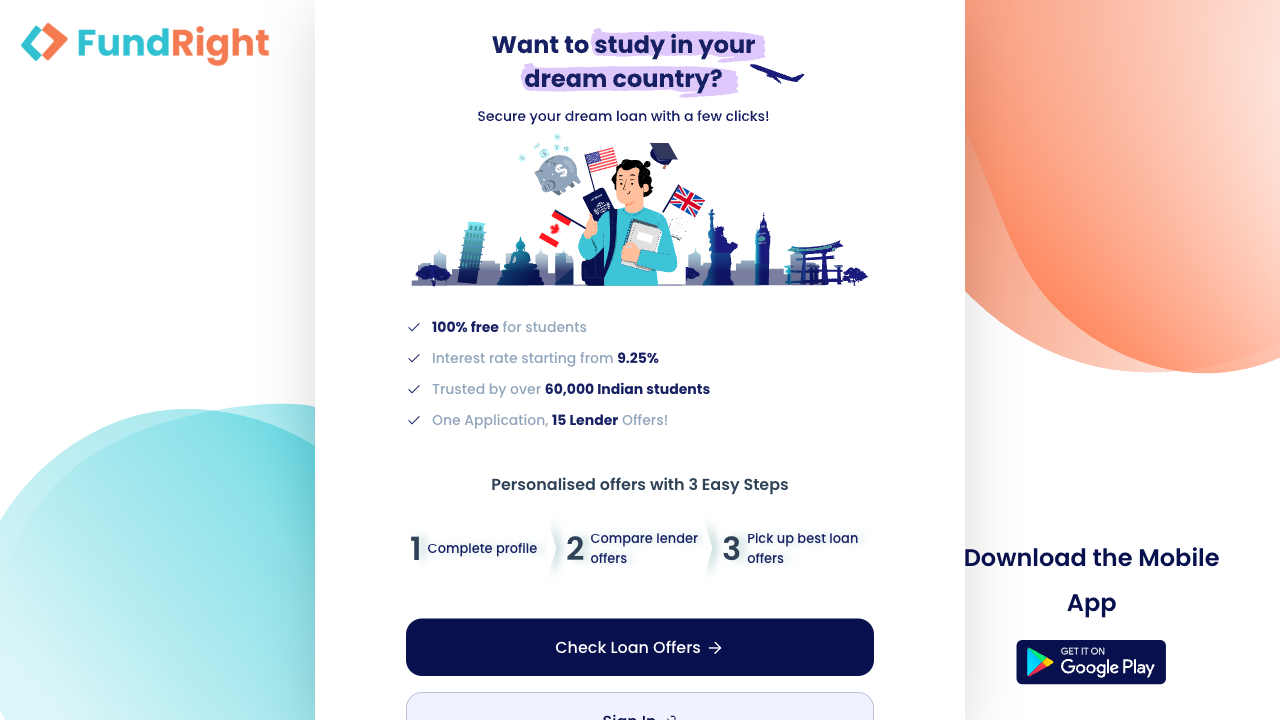 FundRight
Want to study in your
dream country?
Secure your dream loan with a few clicks!
100% free for students
Interest rate starting from 9.25%
Trusted by over 60,000 Indian students
One Application, 15 Lender Offers!
Personalised offers with 3 Easy Steps
1 Complete profile
2 Compare lender
offers
3 Pick up best loan
offers
Check Loan Offers →
Sign In
Download the Mobile
App
GET IT ON
Google Play